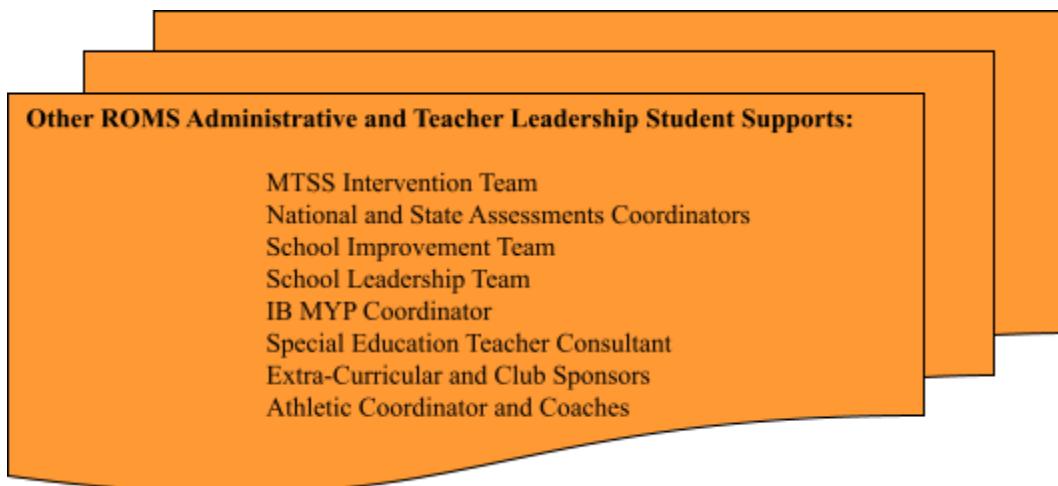 Other ROMS Administrative and Teacher Leadership Student Supports:
MTSS Intervention Team
National and State Assessments Coordinators
School Improvement Team
School Leadership Team
IB MYP Coordinator
Special Education Teacher Consultant
Extra-Curricular and Club Sponsors
Athletic Coordinator and Coaches